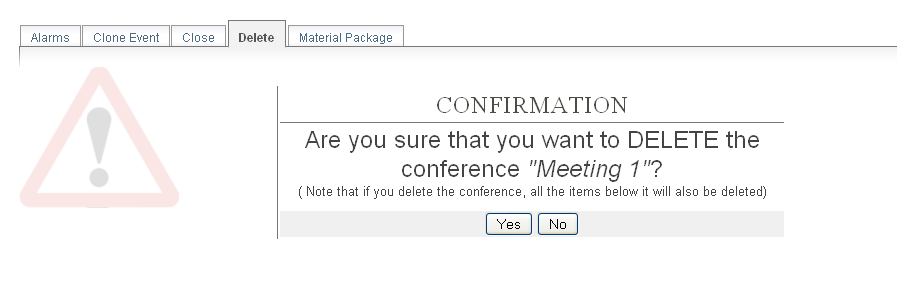 Alarms Clone Event Close Delete Material Package
CONFIRMATION
Are you sure that you want to DELETE the
conference "Meeting 1"?
( Note that if you delete the conference, all the items below it will also be deleted)
Yes No